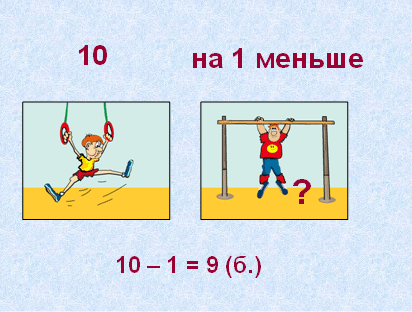 10 на 1 меньше
?
10 – 1 = 9 (б.)